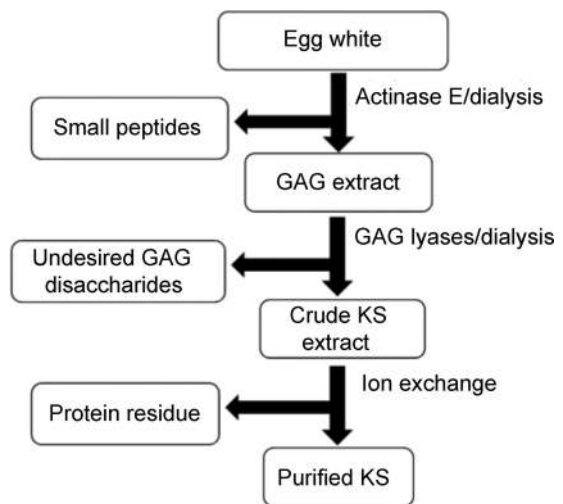 Egg white
Actinase E/dialysis
Small peptides
GAG extract
GAG lyases/dialysis
Undesired GAG
disaccharides
Crude KS
extract
Ion exchange
Protein residue
Purified KS